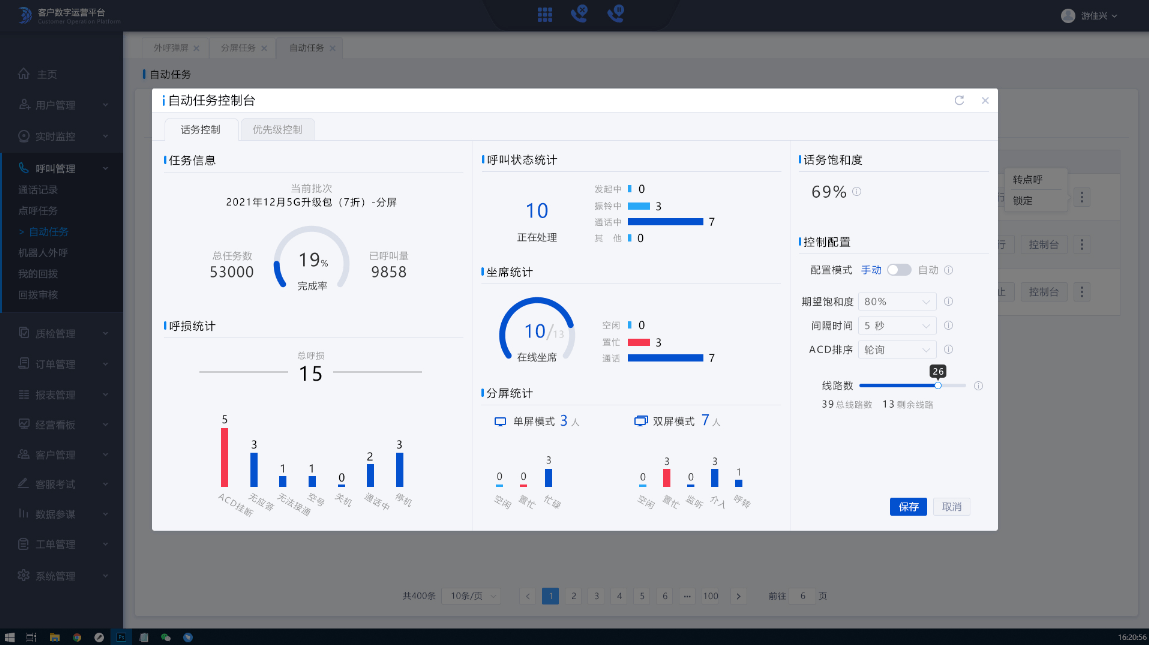 客户数字运营平台
Customer Operation Platform
游佳兴
外呼弹屏
分屏任务
自动任务
主页
用户管理
实时监控
呼叫管理
通话记录
点呼任务
> 自动任务
机器人外呼
我的回拨
回拨审核
质检管理
订单管理
报表管理
经营看板
客户管理
客服考试
数据参谋
工单管理
系统管理
自动任务
自动任务控制台
话务控制
优先级控制
任务信息
当前批次
2021年12月5G升级包（7折）-分屏
总任务数
53000
19%
完成率
已呼叫量
9858
呼损统计
总呼损
15
5
3
1
1
0
2
3
ACD挂断
无应答
无法接通
空号
关机
通话中
停机
呼叫状态统计
10
正在处理
发起中 0
振铃中 3
通话中 7
其 他 0
坐席统计
10/13
在线坐席
空闲 0
置忙 3
通话 7
分屏统计
单屏模式 3 人
双屏模式 7 人
0
0
3
空闲
置忙
忙碌
0
3
0
3
1
空闲
置忙
监听
介入
呼转
话务饱和度
69%
控制配置
配置模式 手动 自动
期望饱和度 80%
间隔时间 5 秒
ACD排序 轮询
26
线路数
39 总线路数 13 剩余线路
保存
取消
转点呼
锁定
行
行 控制台
止 控制台
共400条
10条/页
1
2
3
4
5
6
100
前往 6 页
16:20:56